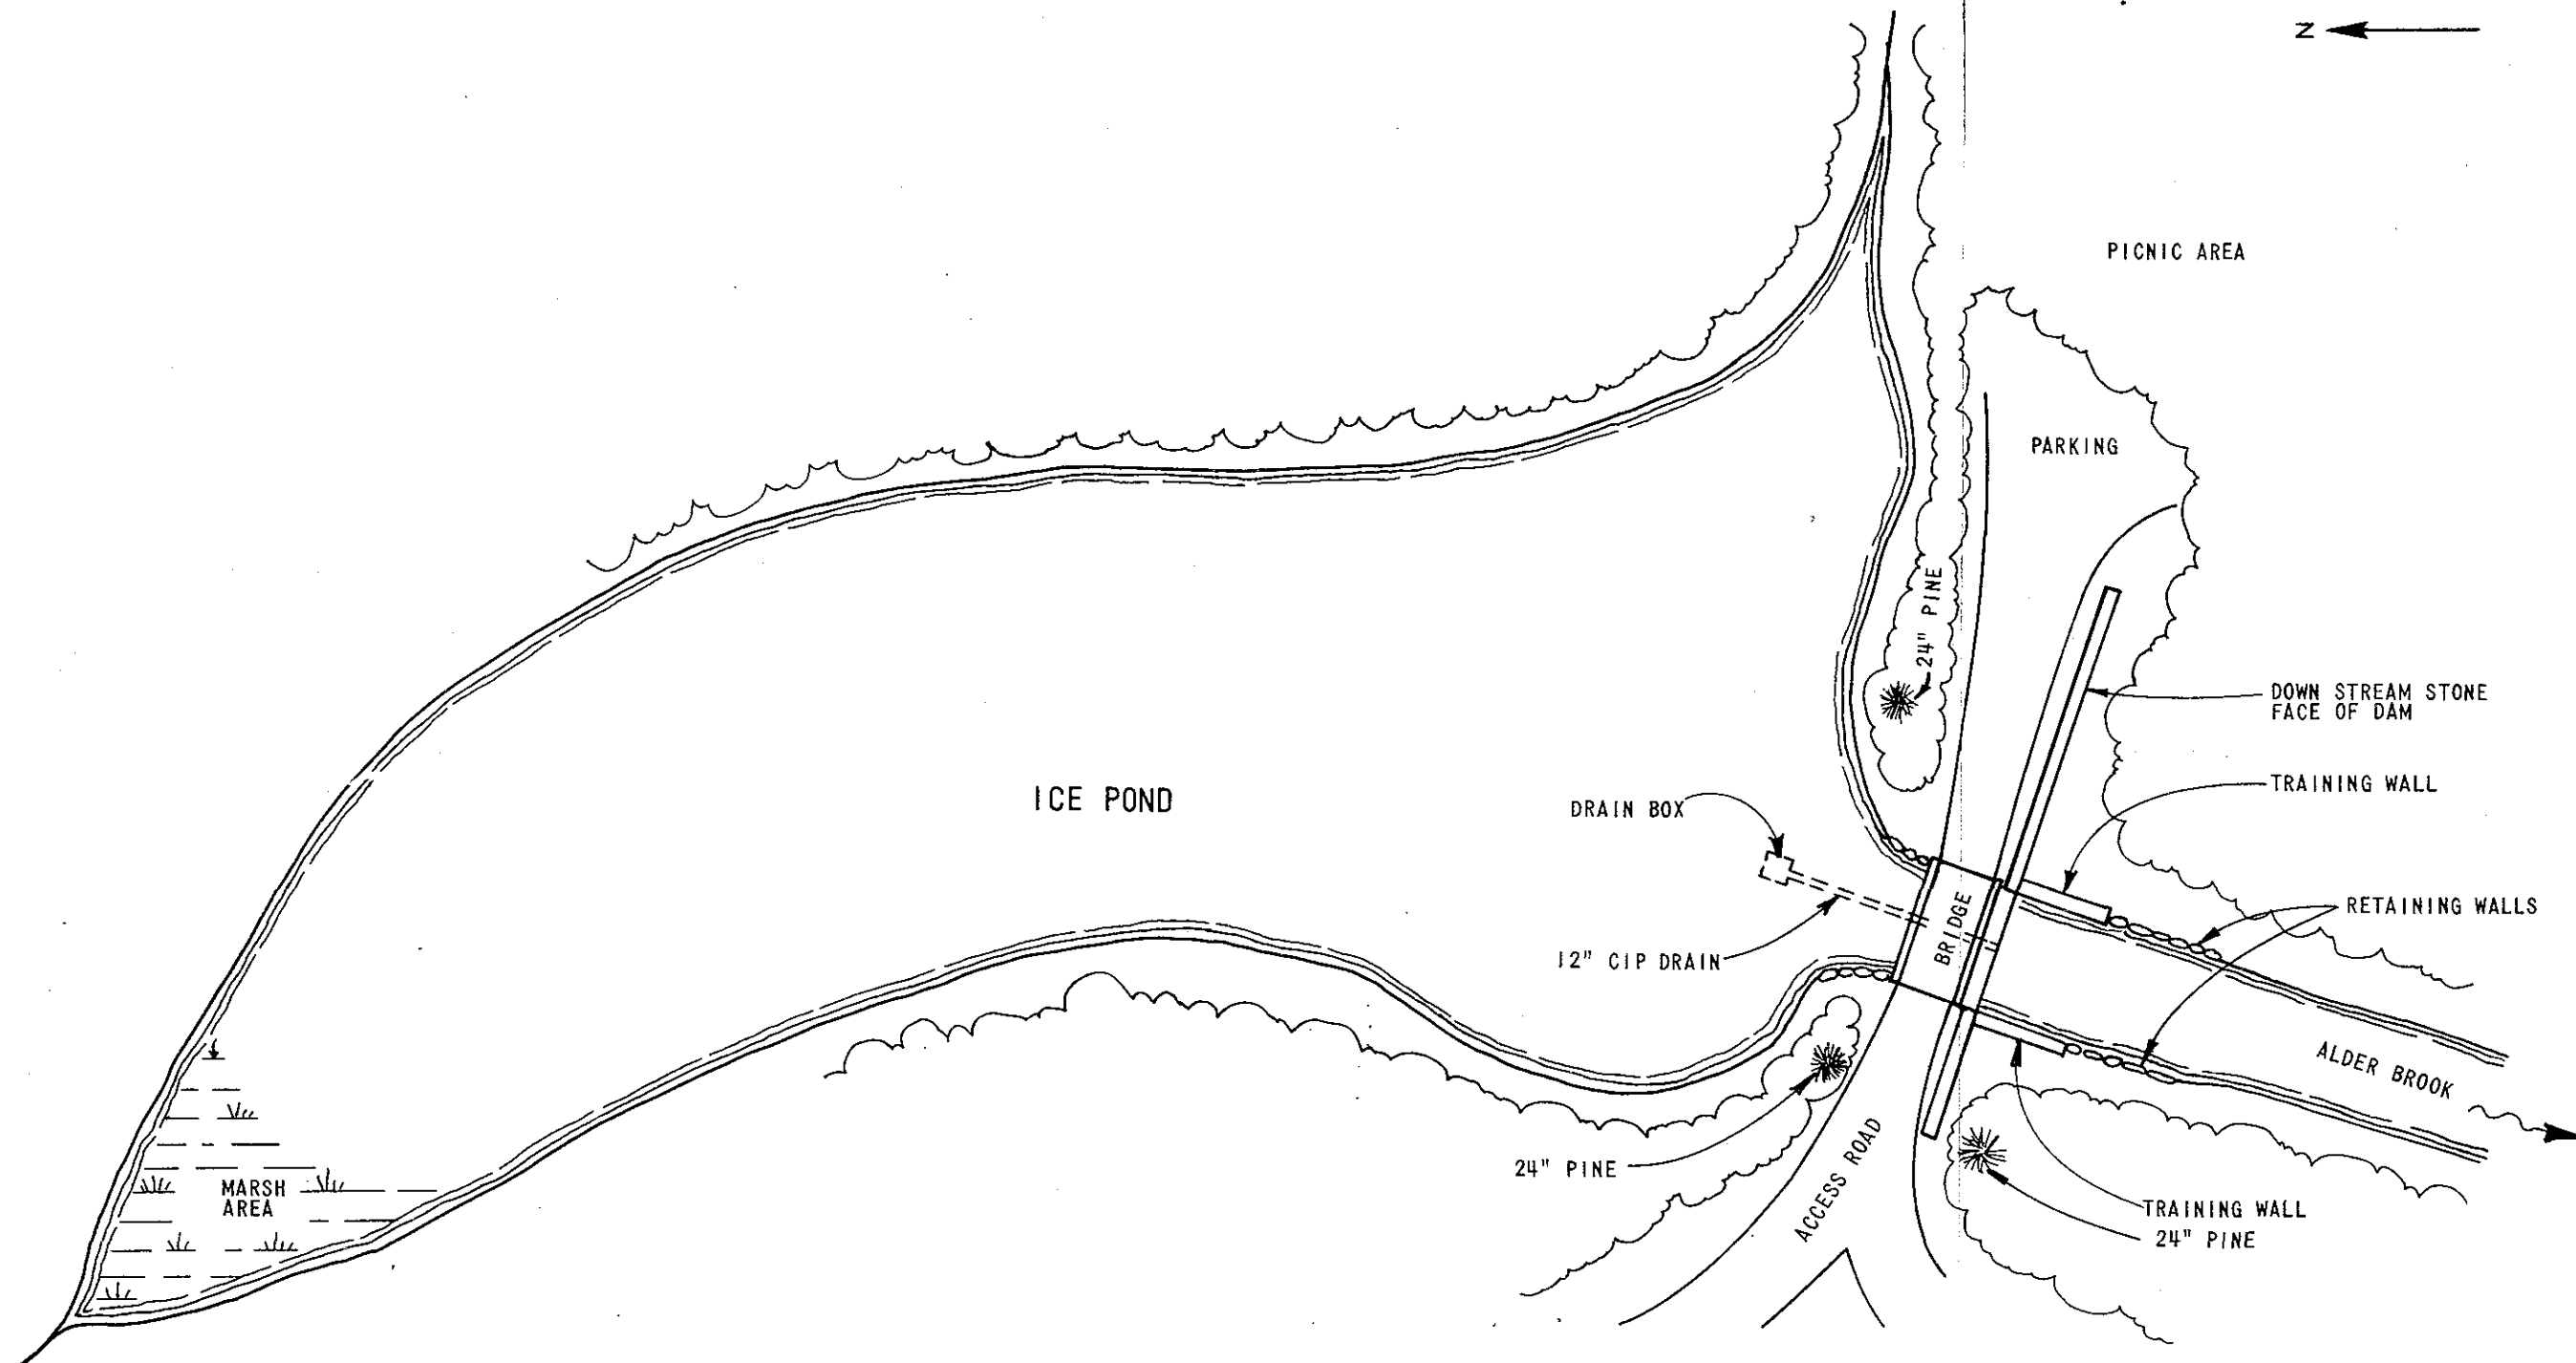 N
PICNIC AREA
PARKING
24" PINE
DOWN STREAM STONE
FACE OF DAM
TRAINING WALL
ICE POND
DRAIN BOX
RETAINING WALLS
BRIDGE
12" CIP DRAIN
ALDER BROOK
24" PINE
ACCESS ROAD
MARSH
AREA
TRAINING WALL
24" PINE